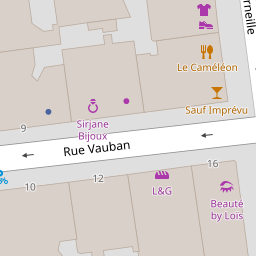 Le Caméléon
Sauf Imprévu
Sirjane
Bijoux
9
Rue Vauban
16
12
10
L&G
Beauté
by Loïs
%